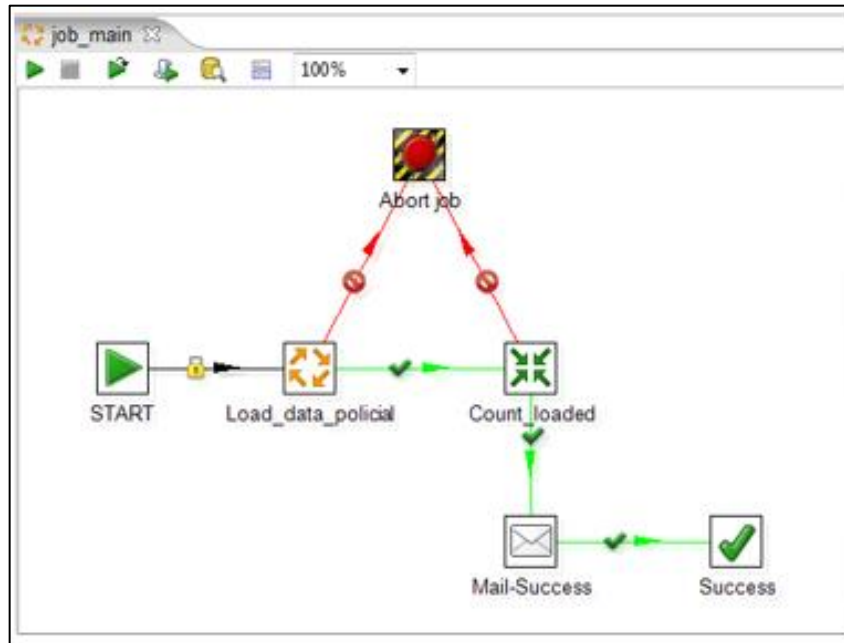 job_main
100%
Abort job
START
Load_data_policial
Count_loaded
Mail-Success
Success